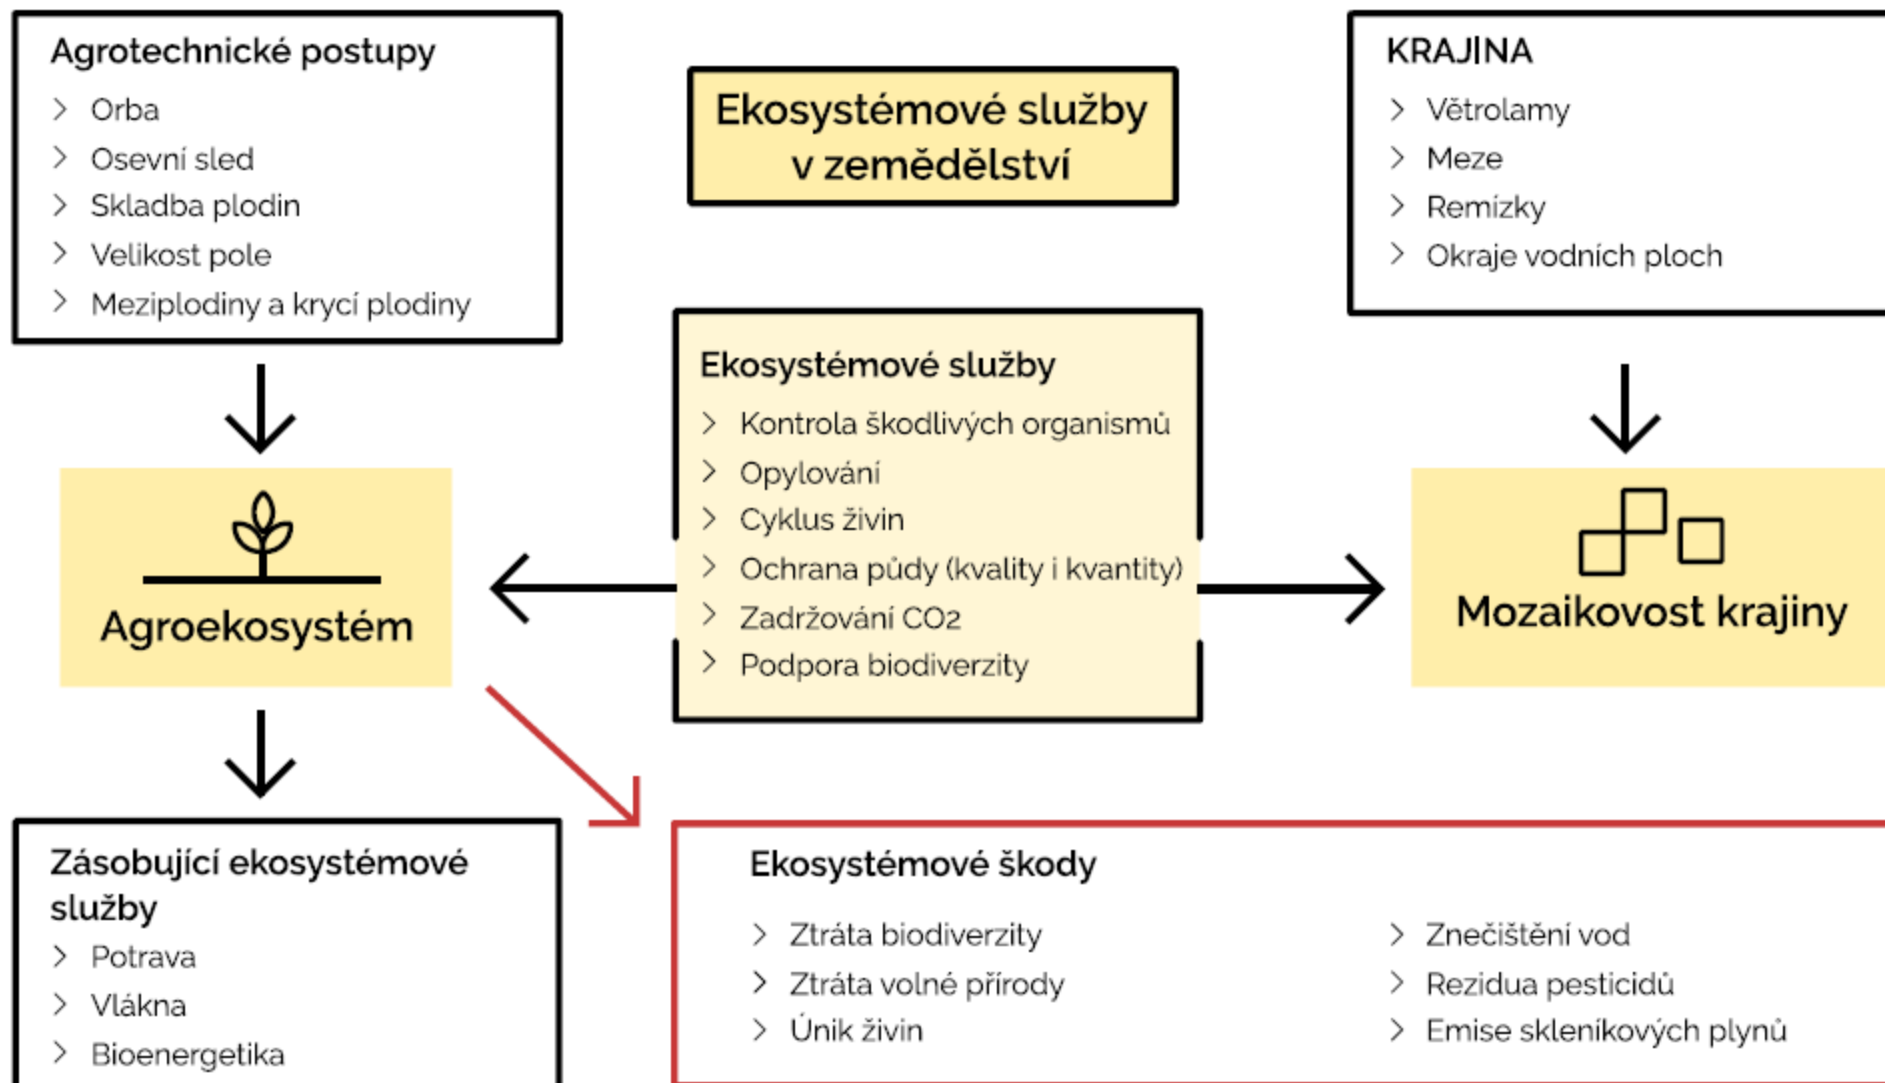 Agrotechnické postupy
Orba
Osevní sled
Skladba plodin
Velikost pole
Meziplodiny a krycí plodiny
Ekosystémové služby
v zemědělství
KRAJINA
Větrolamy
Meze
Remízky
Okraje vodních ploch
Ekosystémové služby
Kontrola škodlivých organismů
Opylování
Cyklus živin
Ochrana půdy (kvality i kvantity)
Zadržování CO2
Podpora biodiverzity
Agroekosystém
Mozaikovost krajiny
Zásobující ekosystémové
služby
Potrava
Vlákna
Bioenergetika
Ekosystémové škody
Ztráta biodiverzity
Ztráta volné přírody
Únik živin
Znečištění vod
Rezidua pesticidů
Emise skleníkových plynů